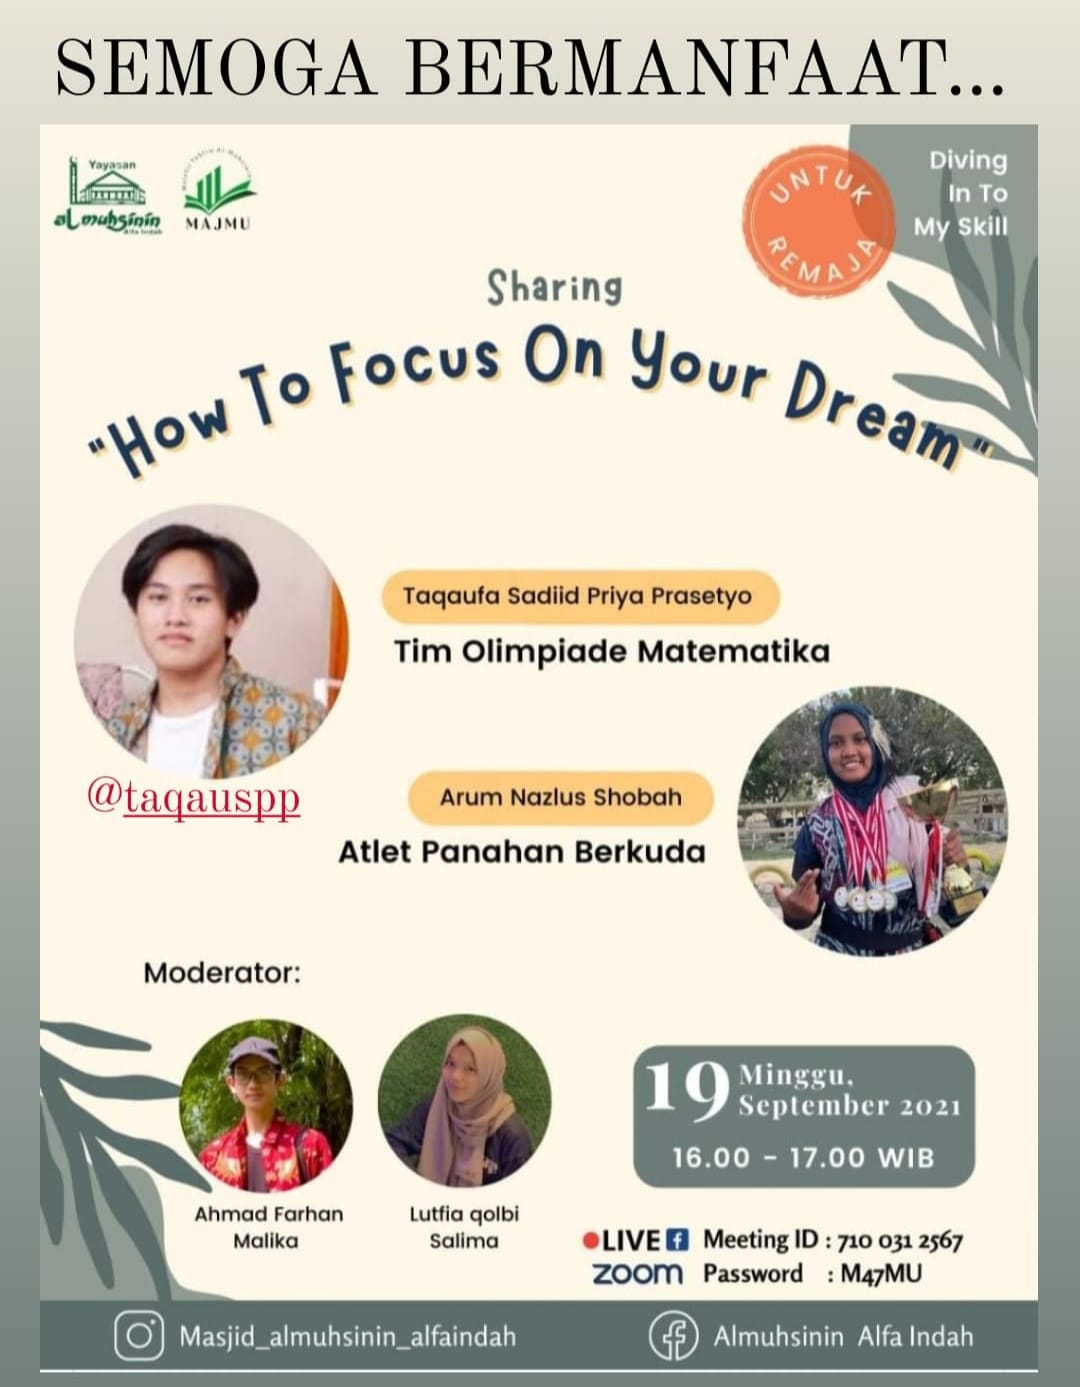 SEMOGA BERMANFAAT...
Yayasan
al muhsinin
Alfa Indah
MAJMU
UNTUK
REMAJA
Diving
In To
My Skill
Sharing
"How To Focus On Your Dream"
Taqaufa Sadiid Priya Prasetyo
Tim Olimpiade Matematika
@taqauspp
Arum Nazlus Shobah
Atlet Panahan Berkuda
Moderator:
Ahmad Farhan
Malika
Lutfia qolbi
Salima
19 Minggu,
September 2021
16.00 - 17.00 WIB
LIVE f Meeting ID : 710 031 2567
zoom Password : M47MU
Masjid_almuhsinin_alfaindah
Almuhsinin Alfa Indah